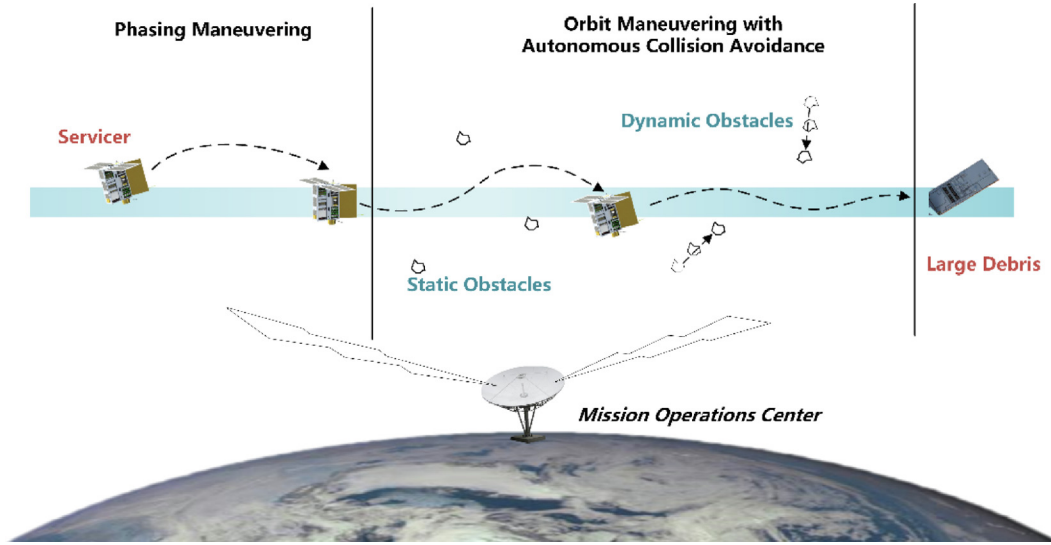 Phasing Maneuvering
Orbit Maneuvering with
Autonomous Collision Avoidance
Servicer
Dynamic Obstacles
Static Obstacles
Large Debris
Mission Operations Center